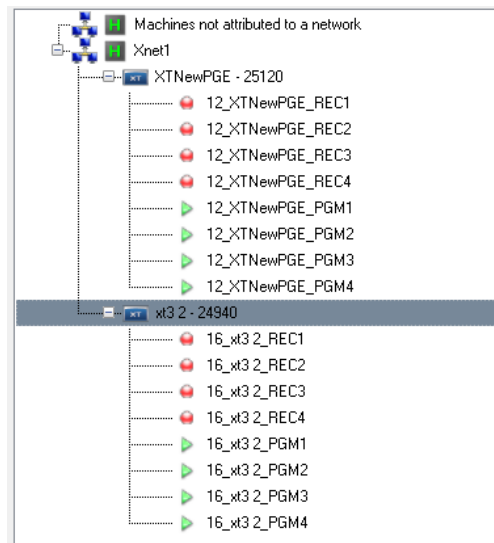 H Machines not attributed to a network
H Xnet1
XT XTNewPGE - 25120
12_XTNewPGE_REC1
12_XTNewPGE_REC2
12_XTNewPGE_REC3
12_XTNewPGE_REC4
12_XTNewPGE_PGM1
12_XTNewPGE_PGM2
12_XTNewPGE_PGM3
12_XTNewPGE_PGM4
XT xt3 2 - 24940
16_xt3 2_REC1
16_xt3 2_REC2
16_xt3 2_REC3
16_xt3 2_REC4
16_xt3 2_PGM1
16_xt3 2_PGM2
16_xt3 2_PGM3
16_xt3 2_PGM4